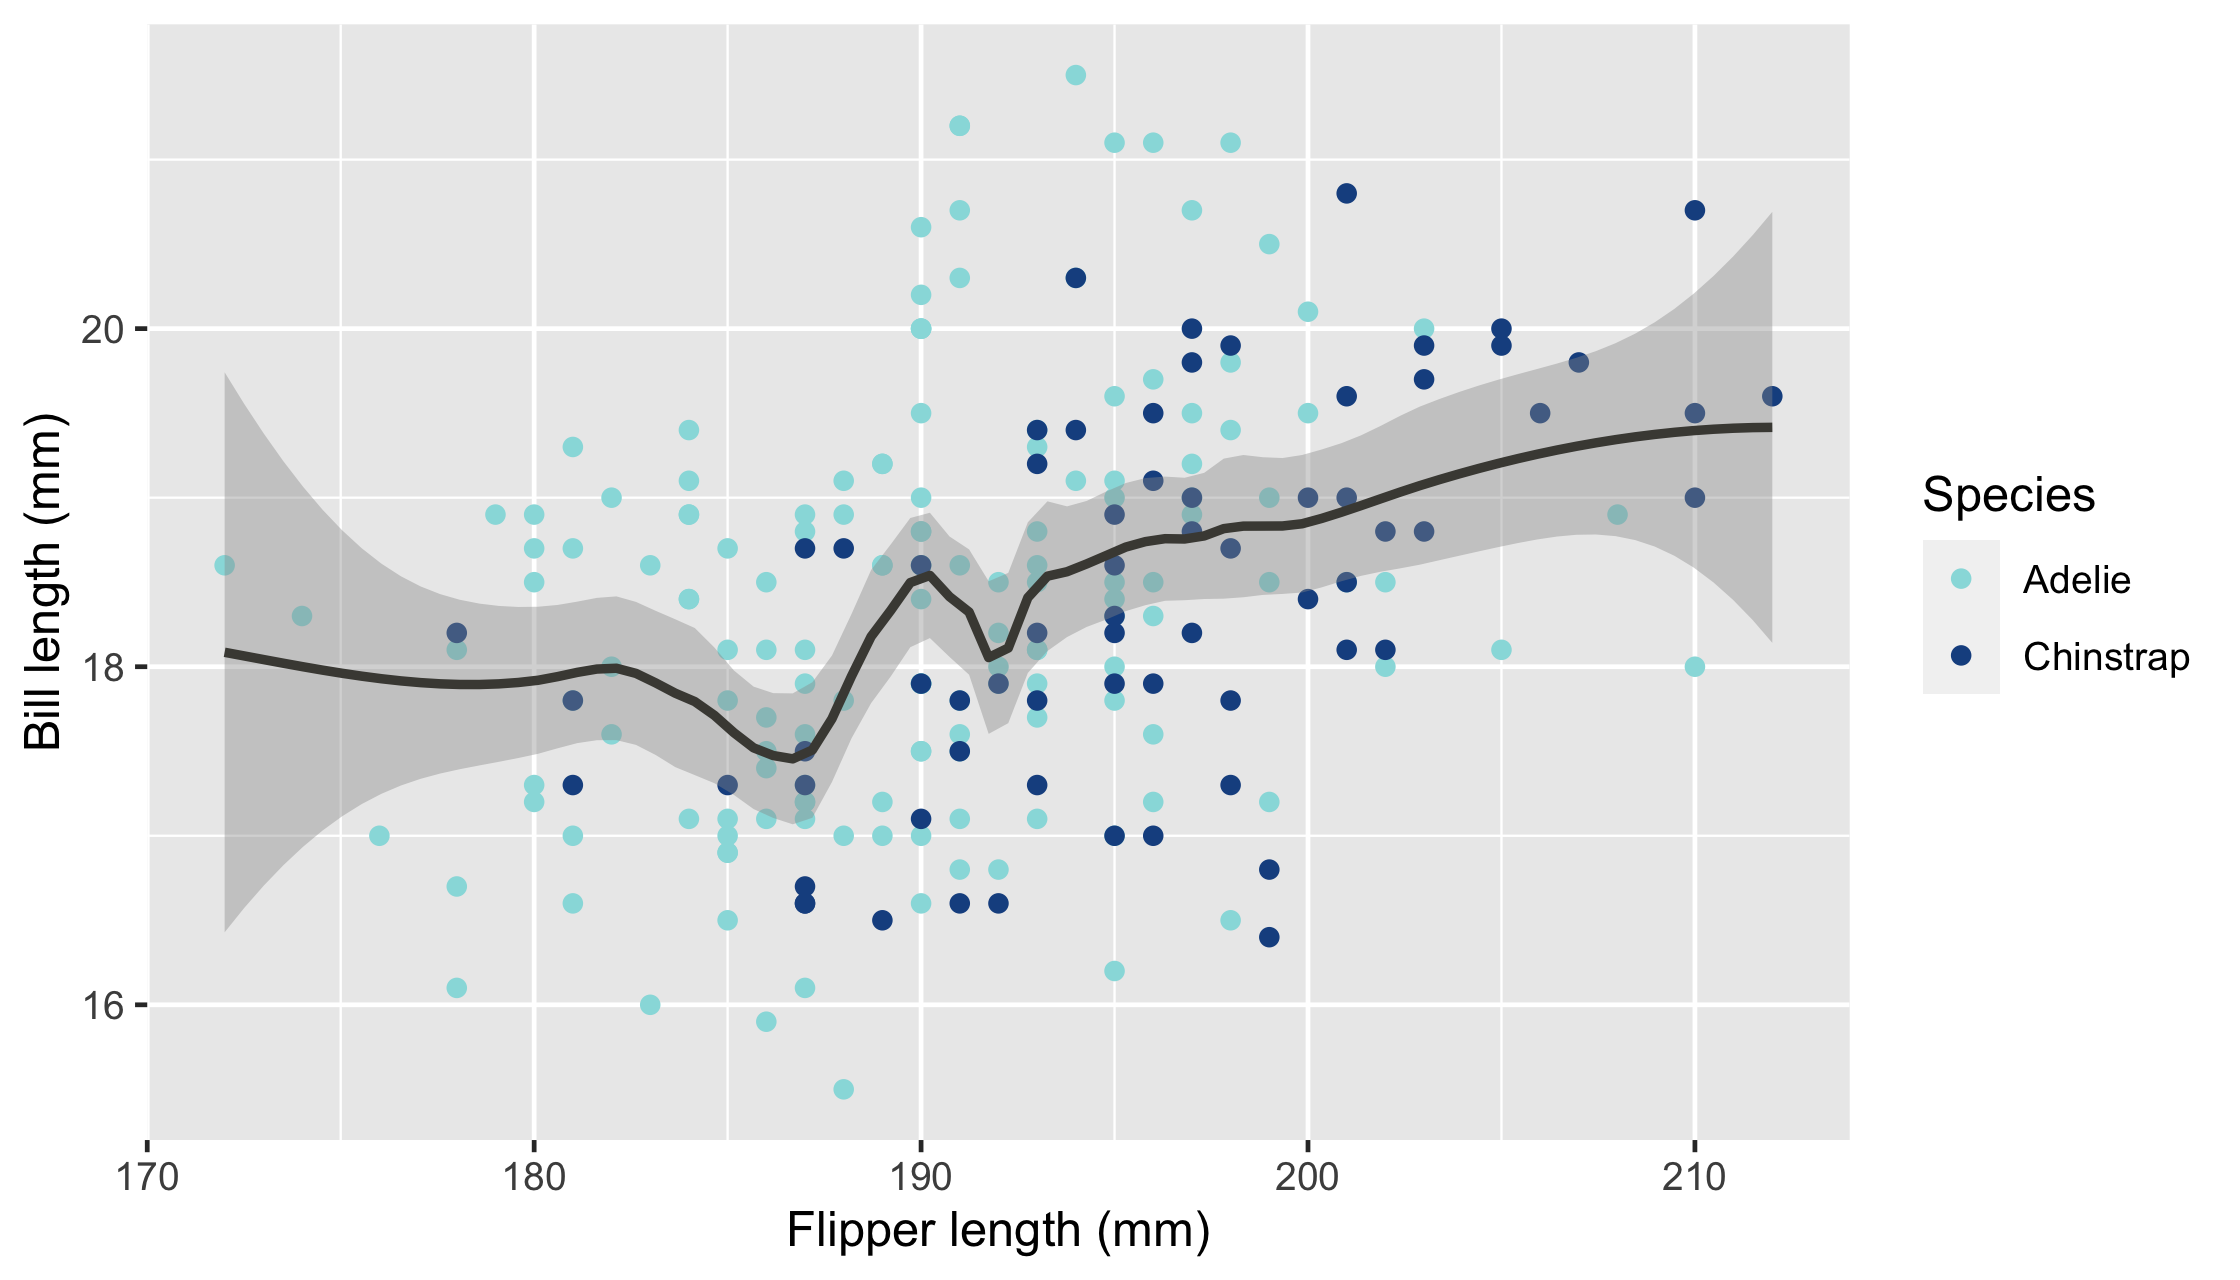 20
18
16
Bill length (mm)
170 180 190 200 210
Flipper length (mm)
Species
Adelie
Chinstrap